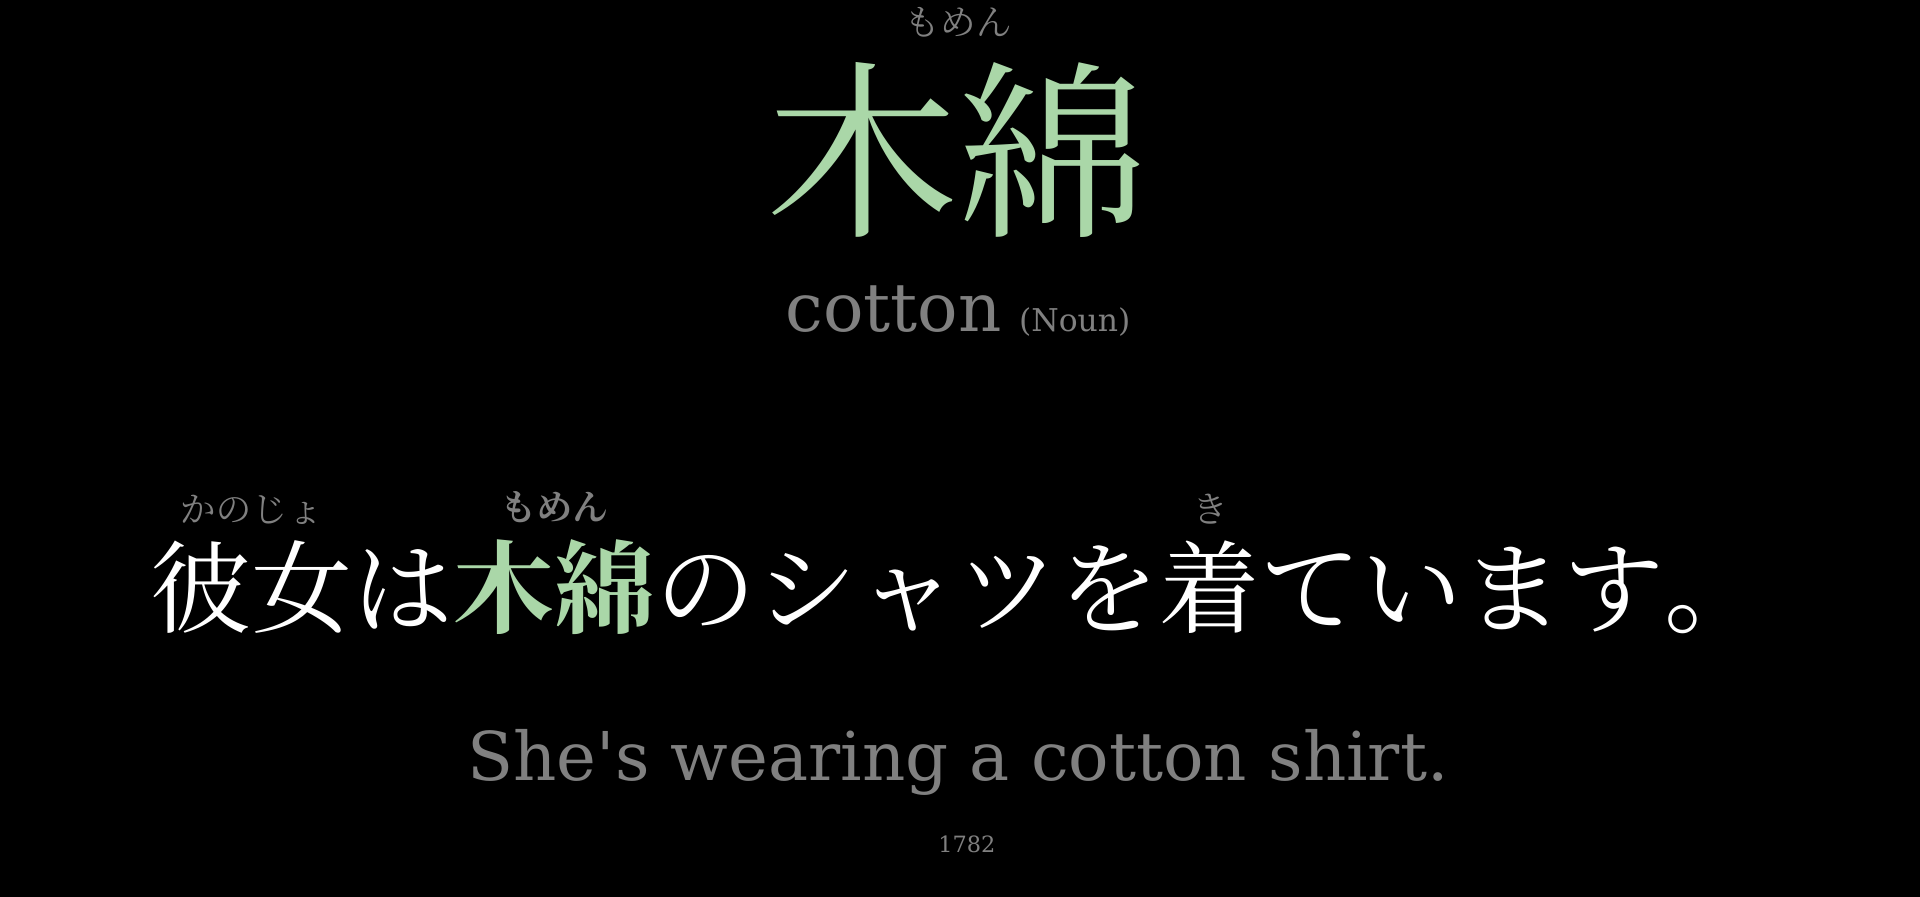 もめん
木綿
cotton (Noun)
かのじょ もめん き
彼女は木綿のシャツを着ています。
She's wearing a cotton shirt.
1782